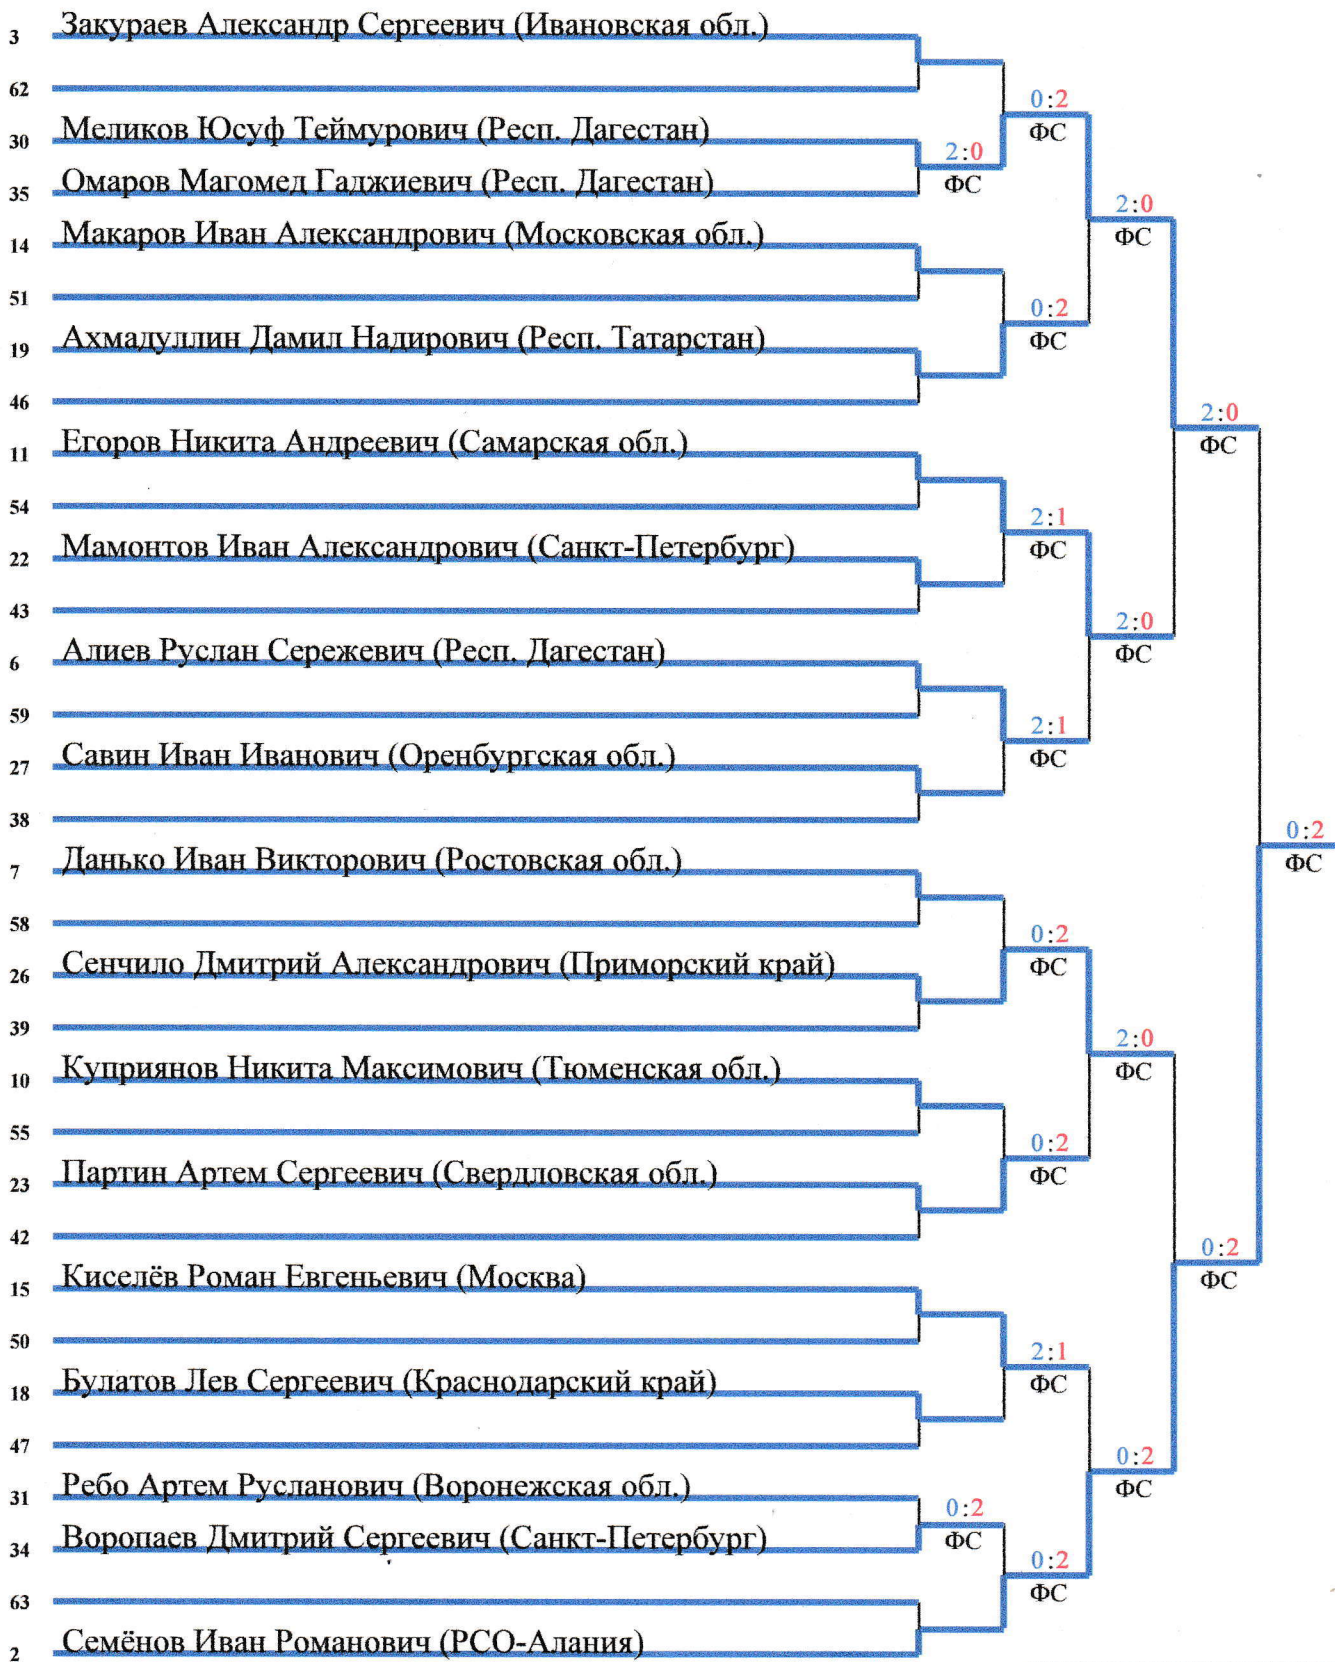 3 Закураев Александр Сергеевич (Ивановская обл.)
62
0:2
ФС
30 Меликов Юсуф Теймурович (Респ. Дагестан)
2:0
ФС
35 Омаров Магомед Гаджиевич (Респ. Дагестан)
2:0
ФС
14 Макаров Иван Александрович (Московская обл.)
51
0:2
ФС
19 Ахмадуллин Дамил Надирович (Респ. Татарстан)
46
2:0
ФС
11 Егоров Никита Андреевич (Самарская обл.)
54
2:1
ФС
22 Мамонтов Иван Александрович (Санкт-Петербург)
43
2:0
ФС
6 Алиев Руслан Сережевич (Респ. Дагестан)
59
2:1
ФС
27 Савин Иван Иванович (Оренбургская обл.)
38
0:2
ФС
7 Данько Иван Викторович (Ростовская обл.)
58
0:2
ФС
26 Сенчило Дмитрий Александрович (Приморский край)
39
2:0
ФС
10 Куприянов Никита Максимович (Тюменская обл.)
55
0:2
ФС
23 Партин Артем Сергеевич (Свердловская обл.)
42
0:2
ФС
15 Киселёв Роман Евгеньевич (Москва)
50
2:1
ФС
18 Булатов Лев Сергеевич (Краснодарский край)
47
0:2
ФС
31 Ребо Артем Русланович (Воронежская обл.)
0:2
ФС
34 Воропаев Дмитрий Сергеевич (Санкт-Петербург)
0:2
ФС
63
2 Семёнов Иван Романович (РСО-Алания)